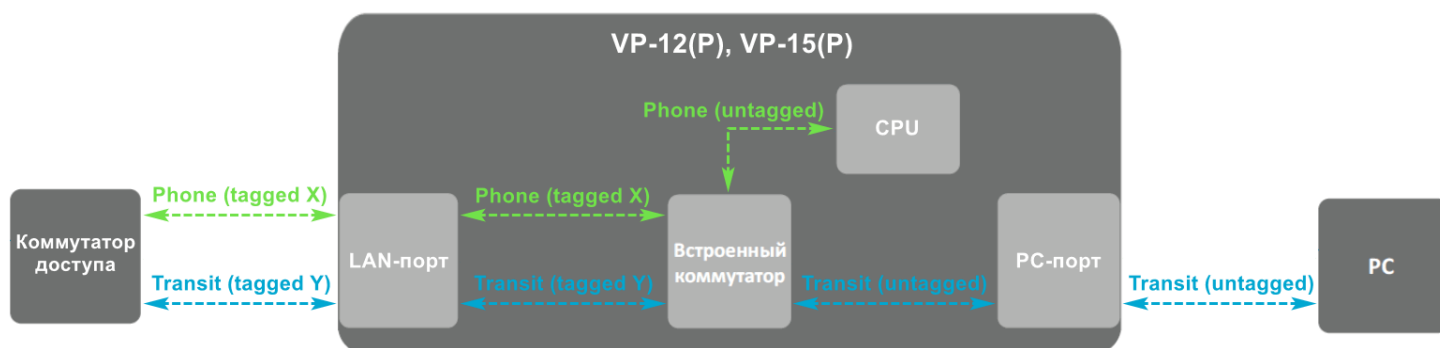 VP-12(P), VP-15(P)
Phone (untagged)
CPU
Phone (tagged X)
Phone (tagged X)
Коммутатор
доступа
LAN-порт
Встроенный
коммутатор
PC-порт
PC
Transit (tagged Y)
Transit (tagged Y)
Transit (untagged)
Transit (untagged)